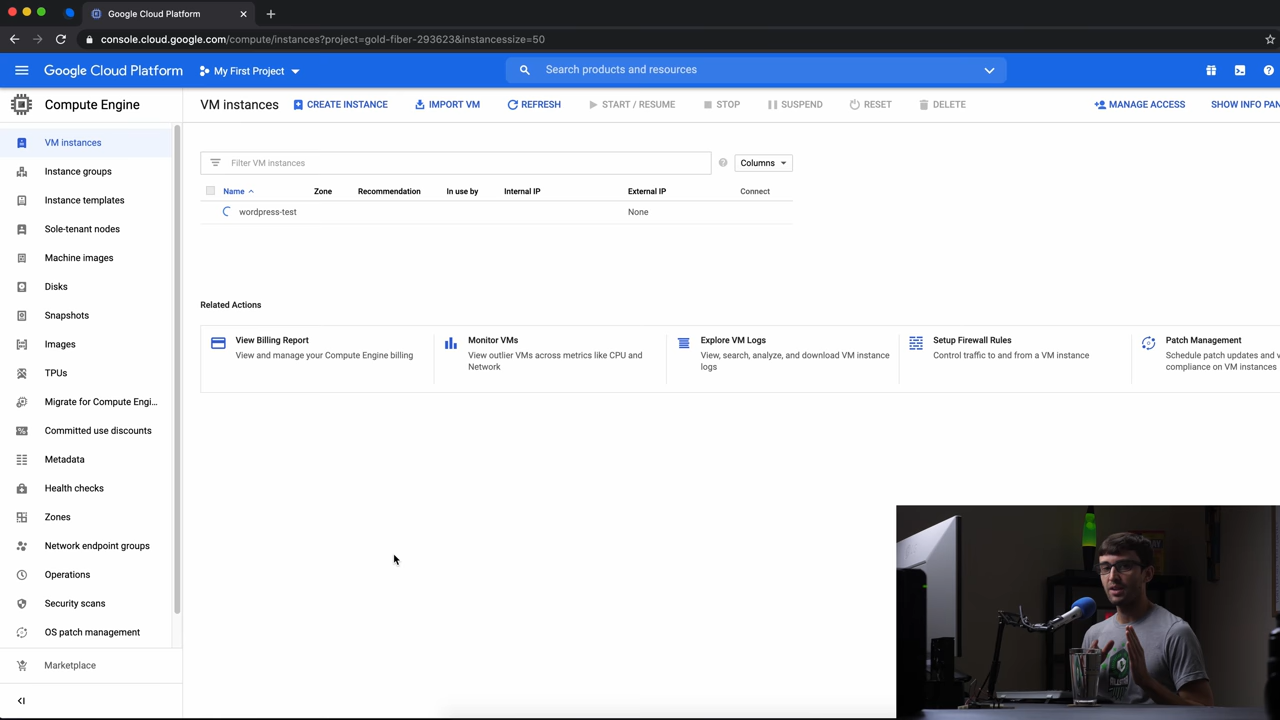 Google Cloud Platform
console.cloud.google.com/compute/instances?project=gold-fiber-293623&instancessize=50
Google Cloud Platform
My First Project
Search products and resources
Compute Engine
VM instances
CREATE INSTANCE
IMPORT VM
REFRESH
START / RESUME
STOP
SUSPEND
RESET
DELETE
MANAGE ACCESS
SHOW INFO PAN
VM instances
Instance groups
Instance templates
Sole-tenant nodes
Machine images
Disks
Snapshots
Images
TPUs
Migrate for Compute Engi...
Committed use discounts
Metadata
Health checks
Zones
Network endpoint groups
Operations
Security scans
OS patch management
Marketplace
Filter VM instances
Columns
Name Zone Recommendation In use by Internal IP External IP Connect
wordpress-test None
Related Actions
View Billing Report
View and manage your Compute Engine billing
Monitor VMs
View outlier VMs across metrics like CPU and
Network
Explore VM Logs
View, search, analyze, and download VM instance
logs
Setup Firewall Rules
Control traffic to and from a VM instance
Patch Management
Schedule patch updates and v
compliance on VM instances